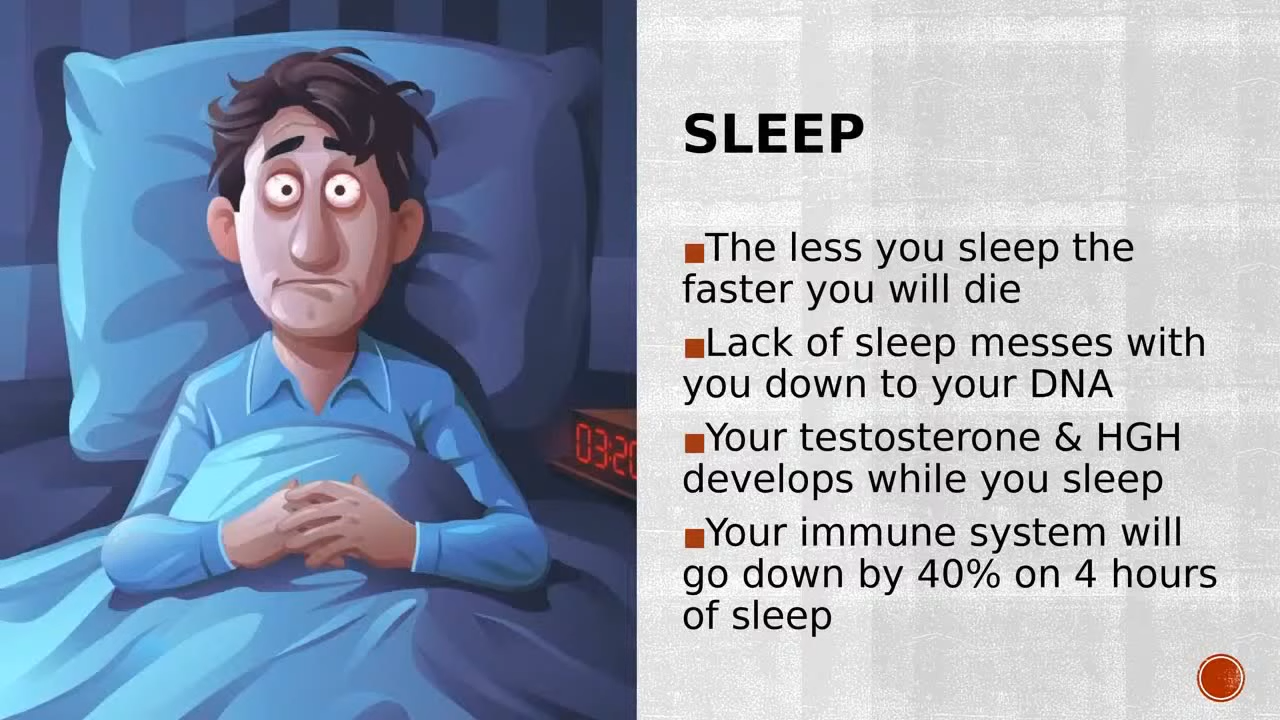 SLEEP
The less you sleep the
faster you will die
Lack of sleep messes with
you down to your DNA
Your testosterone & HGH
develops while you sleep
Your immune system will
go down by 40% on 4 hours
of sleep
03:20